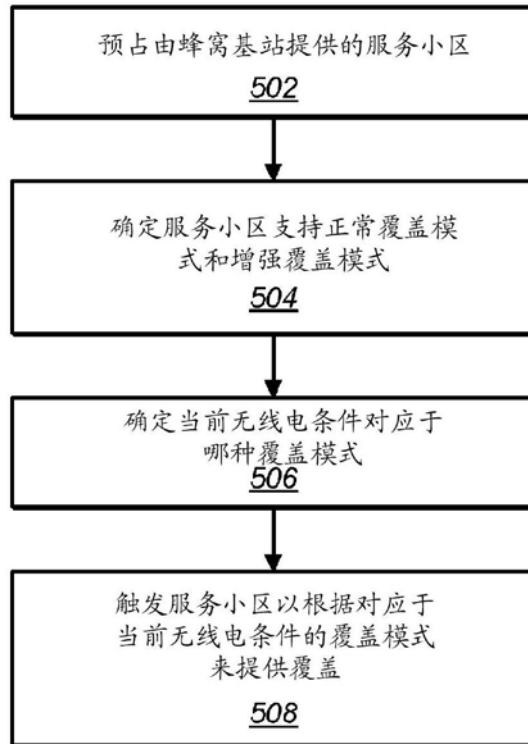 预占由蜂窝基站提供的服务小区
502
确定服务小区支持正常覆盖模
式和增强覆盖模式
504
确定当前无线电条件对应于
哪种覆盖模式
506
触发服务小区以根据对应于
当前无线电条件的覆盖模式
来提供覆盖
508